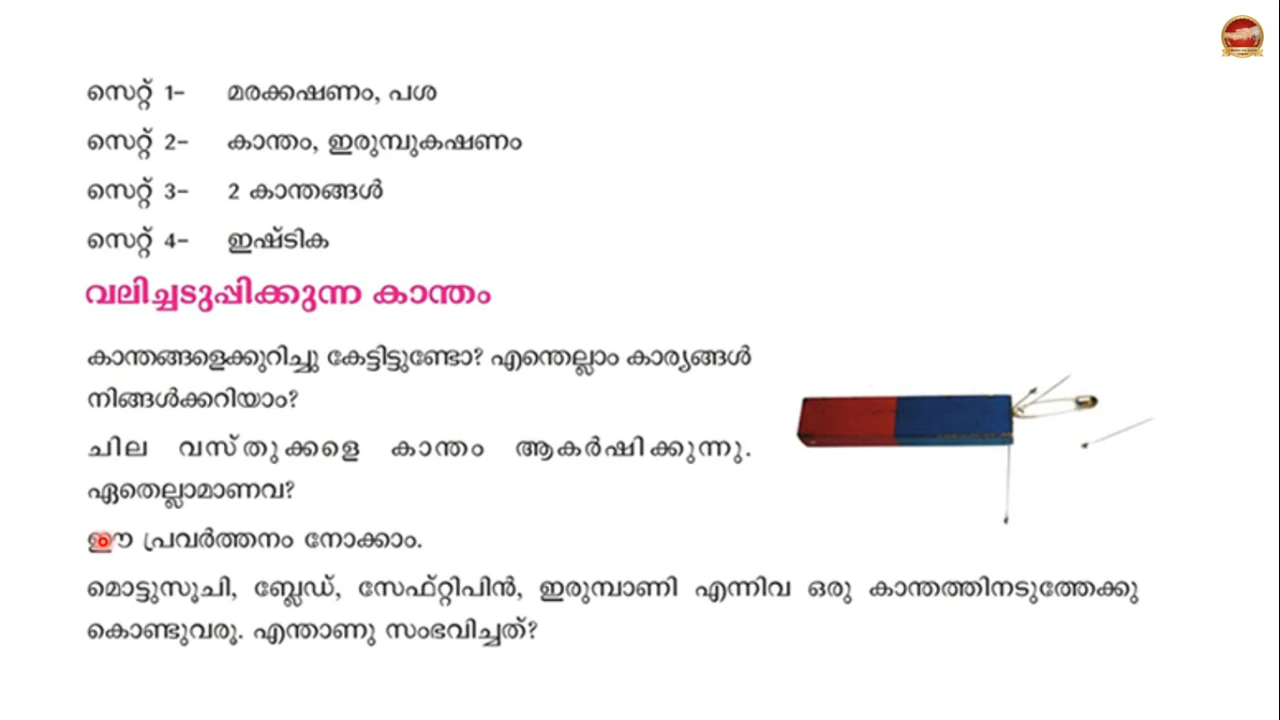 സെറ്റ് 1- മരക്കഷണം, പശ
സെറ്റ് 2- കാന്തം, ഇരുമ്പുകഷണം
സെറ്റ് 3- 2 കാന്തങ്ങൾ
സെറ്റ് 4- ഇഷ്ടിക
വലിച്ചടുപ്പിക്കുന്ന കാന്തം
കാന്തങ്ങളെക്കുറിച്ചു കേട്ടിട്ടുണ്ടോ? എന്തെല്ലാം കാര്യങ്ങൾ
നിങ്ങൾക്കറിയാം?
ചില വസ്തുക്കളെ കാന്തം ആകർഷിക്കുന്നു.
ഏതെല്ലാമാണവ?
ഈ പ്രവർത്തനം നോക്കാം.
മൊട്ടുസൂചി, ബ്ലേഡ്, സേഫ്റ്റിപിൻ, ഇരുമ്പാണി എന്നിവ ഒരു കാന്തത്തിനടുത്തേക്കു
കൊണ്ടുവരൂ. എന്താണു സംഭവിച്ചത്?